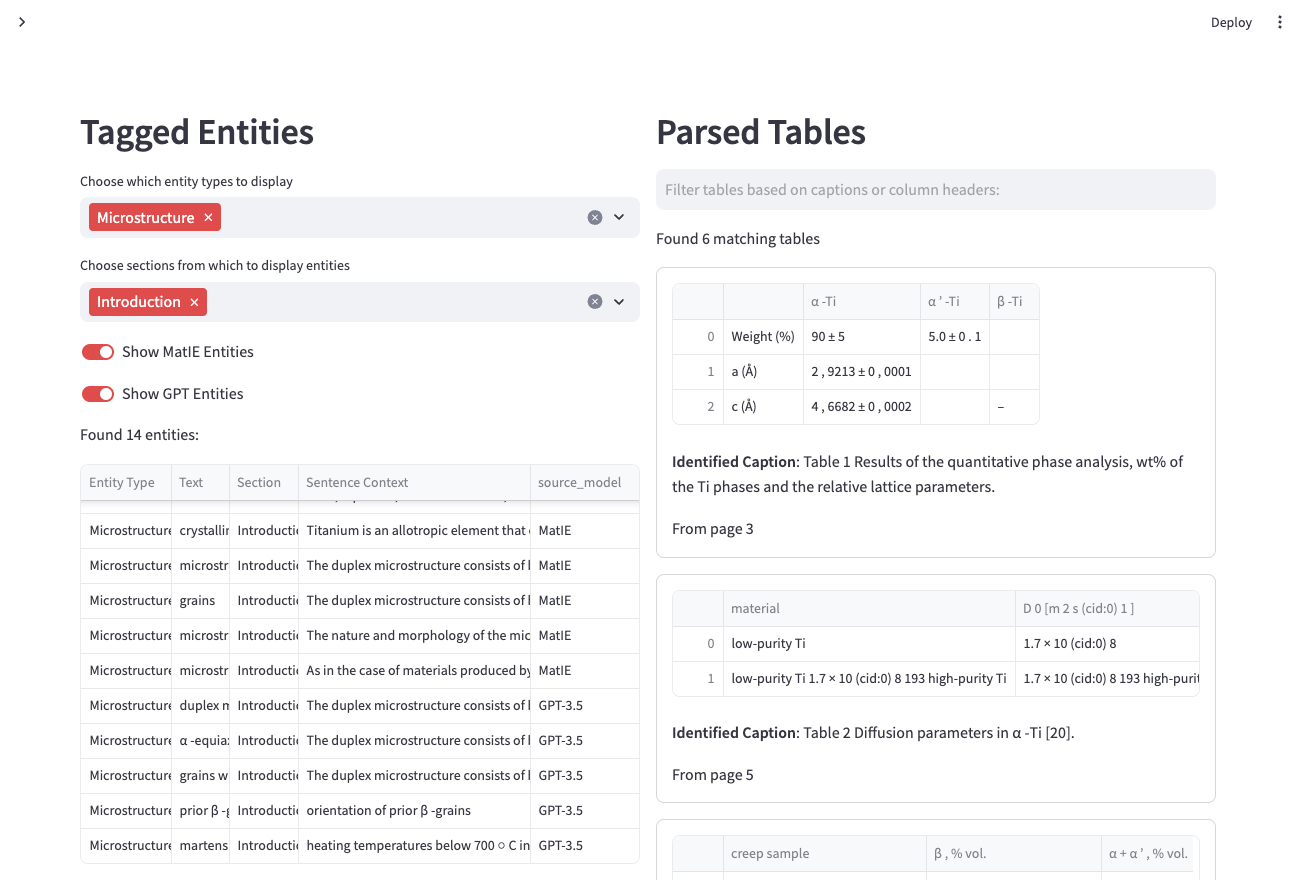 Deploy
Tagged Entities
Choose which entity types to display
Microstructure
Choose sections from which to display entities
Introduction
Show MatIE Entities
Show GPT Entities
Found 14 entities:
Entity Type Text Section Sentence Context source_model
Microstructure crystallin Introductio Titanium is an allotropic element that MatIE
Microstructure microstr Introductio The duplex microstructure consists of MatIE
Microstructure grains Introductio The duplex microstructure consists of MatIE
Microstructure microstr Introductio The nature and morphology of the mic MatIE
Microstructure microstr Introductio As in the case of materials produced by MatIE
Microstructure duplex m Introductio The duplex microstructure consists of GPT-3.5
Microstructure α -equia Introductio The duplex microstructure consists of GPT-3.5
Microstructure grains w Introductio The duplex microstructure consists of GPT-3.5
Microstructure prior β -g Introductio orientation of prior β -grains GPT-3.5
Microstructure martens Introductio heating temperatures below 700 ○ C in GPT-3.5
Parsed Tables
Filter tables based on captions or column headers:
Found 6 matching tables
α -Ti α ’ -Ti β -Ti
0 Weight (%) 90 ± 5 5.0 ± 0 . 1
1 a (Å) 2 , 9213 ± 0 , 0001
2 c (Å) 4 , 6682 ± 0 , 0002 –
Identified Caption: Table 1 Results of the quantitative phase analysis, wt% of
the Ti phases and the relative lattice parameters.
From page 3
material D 0 [m 2 s (cid:0) 1 ]
0 low-purity Ti 1.7 × 10 (cid:0) 8
1 low-purity Ti 1.7 × 10 (cid:0) 8 193 high-purity Ti 1.7 × 10 (cid:0) 8 193 high-purit
Identified Caption: Table 2 Diffusion parameters in α -Ti [20].
From page 5
creep sample β , % vol. α + α ’ , % vol.